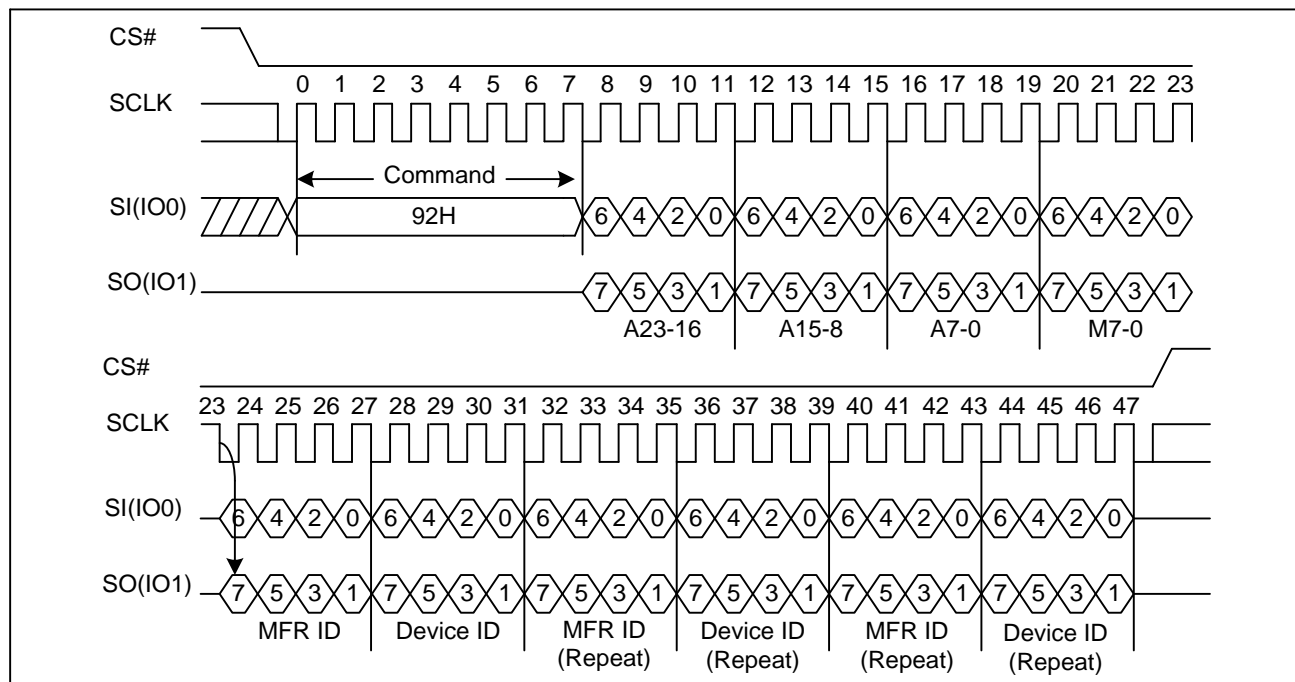 CS#
0 1 2 3 4 5 6 7 8 9 10 11 12 13 14 15 16 17 18 19 20 21 22 23
SCLK
Command
SI(IO0) 92H 6 4 2 0 6 4 2 0 6 4 2 0 6 4 2 0
SO(IO1) 7 5 3 1 7 5 3 1 7 5 3 1 7 5 3 1
A23-16 A15-8 A7-0 M7-0
CS#
23 24 25 26 27 28 29 30 31 32 33 34 35 36 37 38 39 40 41 42 43 44 45 46 47
SCLK
SI(IO0) 6 4 2 0 6 4 2 0 6 4 2 0 6 4 2 0 6 4 2 0 6 4 2 0
SO(IO1) 7 5 3 1 7 5 3 1 7 5 3 1 7 5 3 1 7 5 3 1 7 5 3 1
MFR ID Device ID MFR ID Device ID MFR ID Device ID
(Repeat) (Repeat) (Repeat) (Repeat)